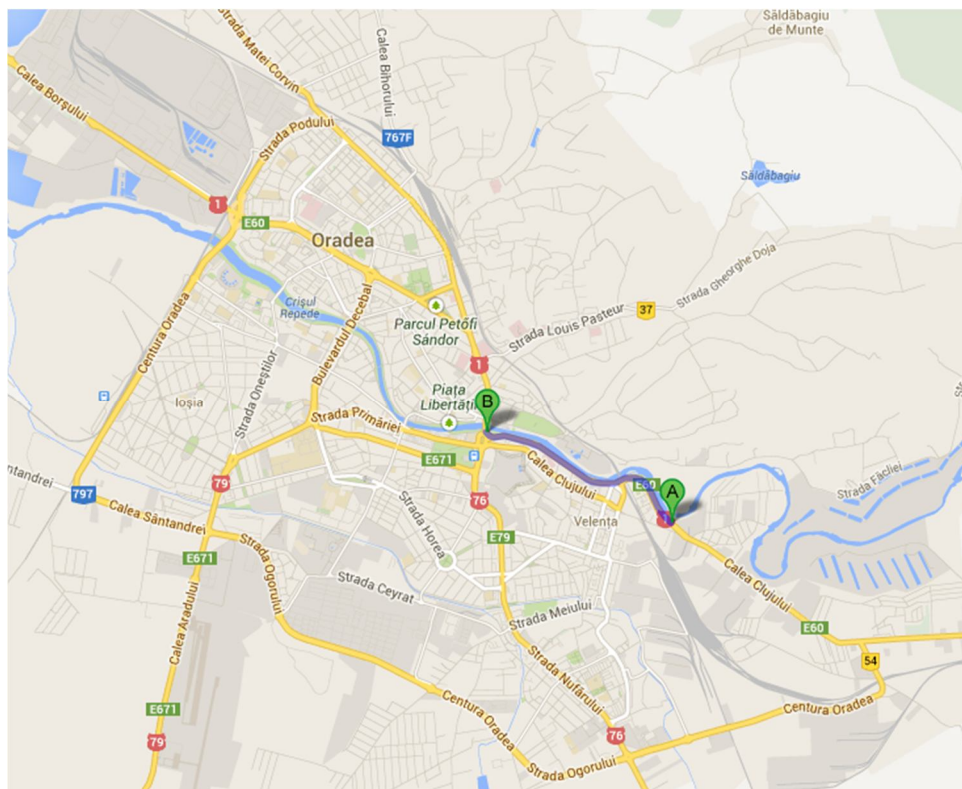 Săldăbagiu
de Munte
Strada Matei Corvin
Calea Bihorului
Calea Borșului
Strada Podului
767F
Săldăbagiu
1
E60
Oradea
Strada Gheorghe Doja
Crișul
Repede
Centura Oradea
Bulevardul Decebal
Parcul Petőfi
Sándor
37
Strada Louis Pasteur
1
Strada Oneștilor
Piața
Libertății
B
Ioșia
Strada Primăriei
E671
Calea Clujului
E60
A
Strada Făcliei
79
76
797
Calea Sântandrei
Strada Horea
Velența
E79
E671
Strada Ogorului
Calea Clujului
Strada Ceyrat
Strada Meiului
E60
Calea Aradului
54
Strada Nufărului
E671
Centura Oradea
Centura Oradea
79
76
Strada Ogorului